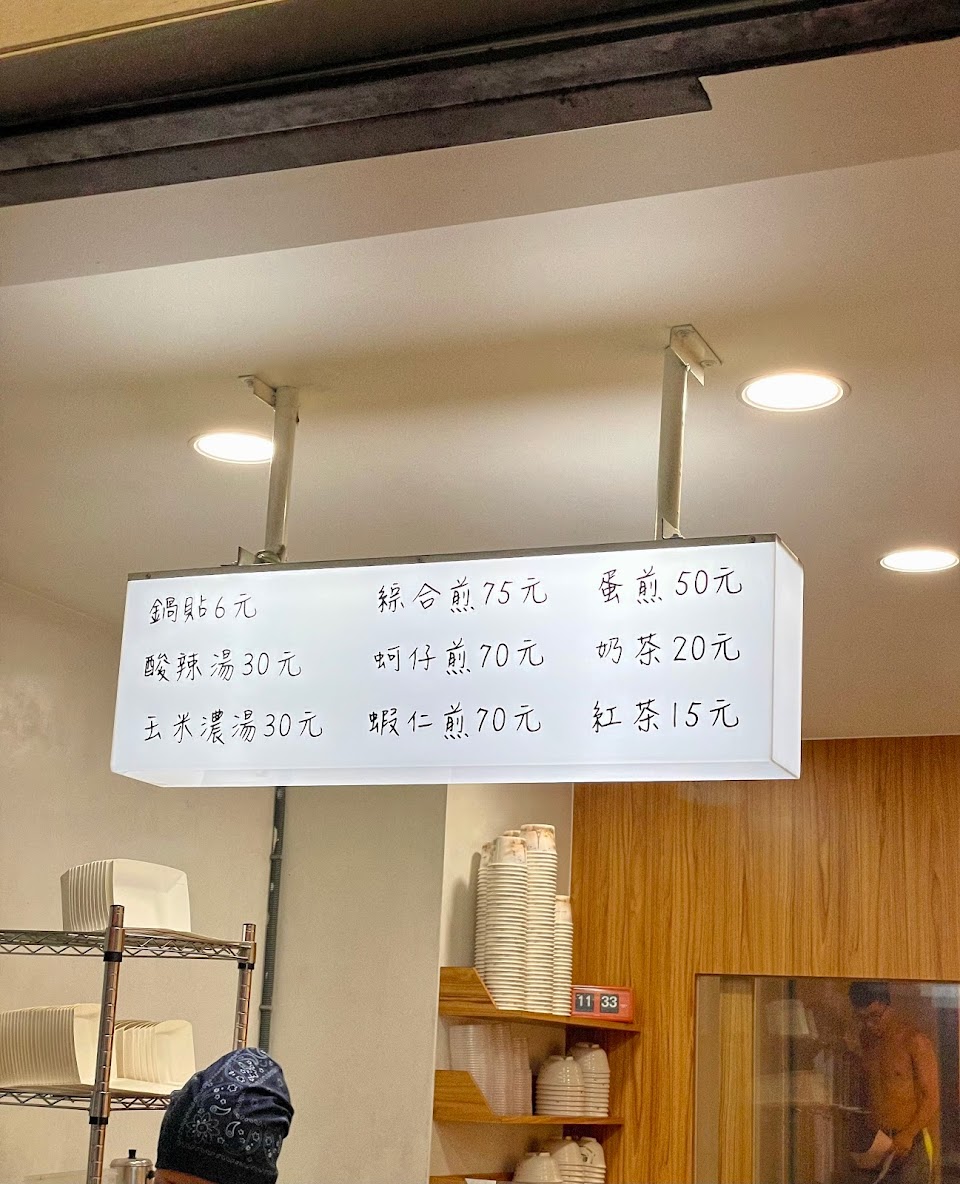 鍋貼6元
酸辣湯30元
玉米濃湯30元
綜合煎75元
蚵仔煎70元
蝦仁煎70元
蛋煎50元
奶茶20元
紅茶15元
11 33